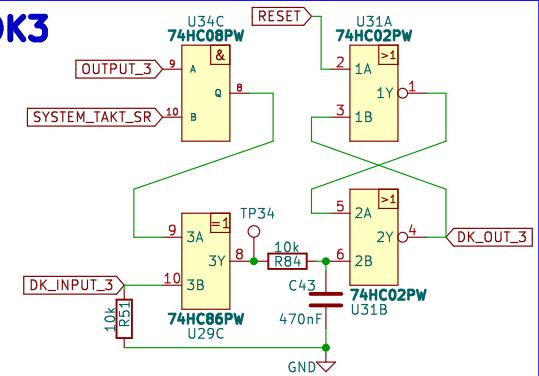 DK3
U34C
74HC08PW
OUTPUT_3
9
A
&
Q
8
SYSTEM_TAKT_SR
10
B
RESET
U31A
74HC02PW
2
1A
>1
1Y
1
3
1B
5
2A
>1
2Y
4
DK_OUT_3
6
2B
74HC02PW
U31B
9
3A
=1
3Y
8
DK_INPUT_3
10
3B
74HC86PW
U29C
TP34
10k
R84
C43
470nF
10k
R51
GND